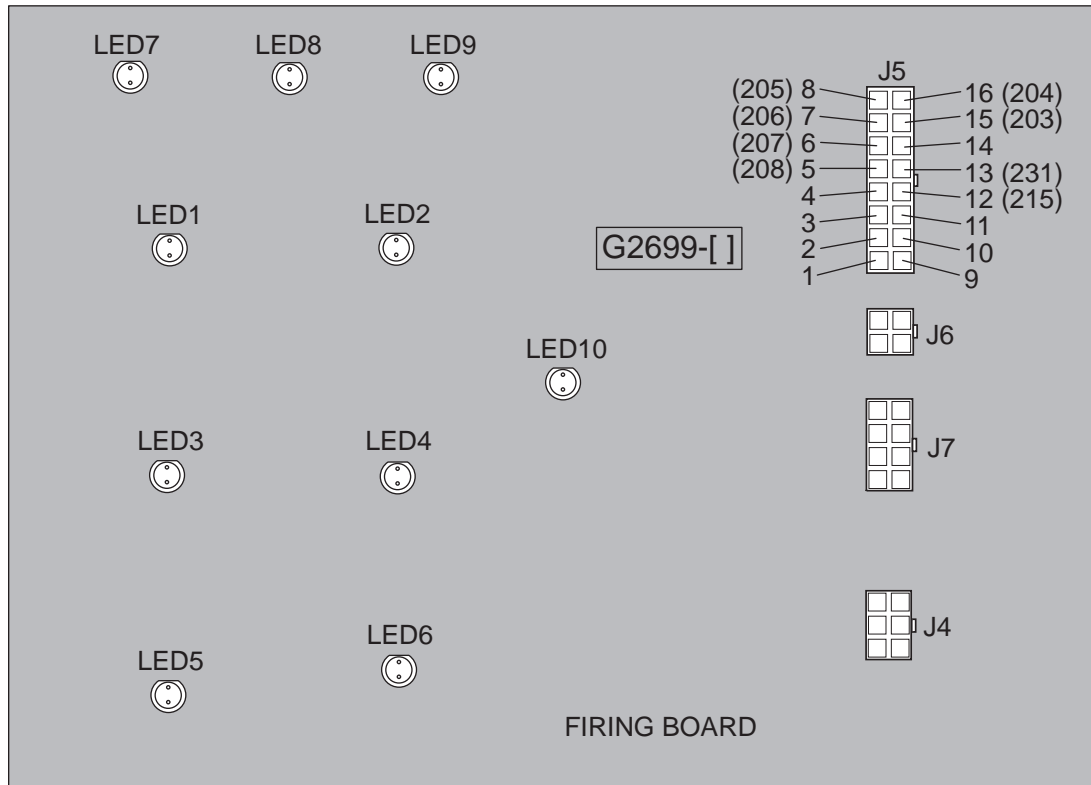 LED7
LED8
LED9
J5
(205) 8
16 (204)
(206) 7
15 (203)
(207) 6
14
(208) 5
13 (231)
4
12 (215)
3
11
2
10
1
9
LED1
LED2
G2699-[ ]
J6
LED10
LED3
LED4
J7
J4
LED5
LED6
FIRING BOARD